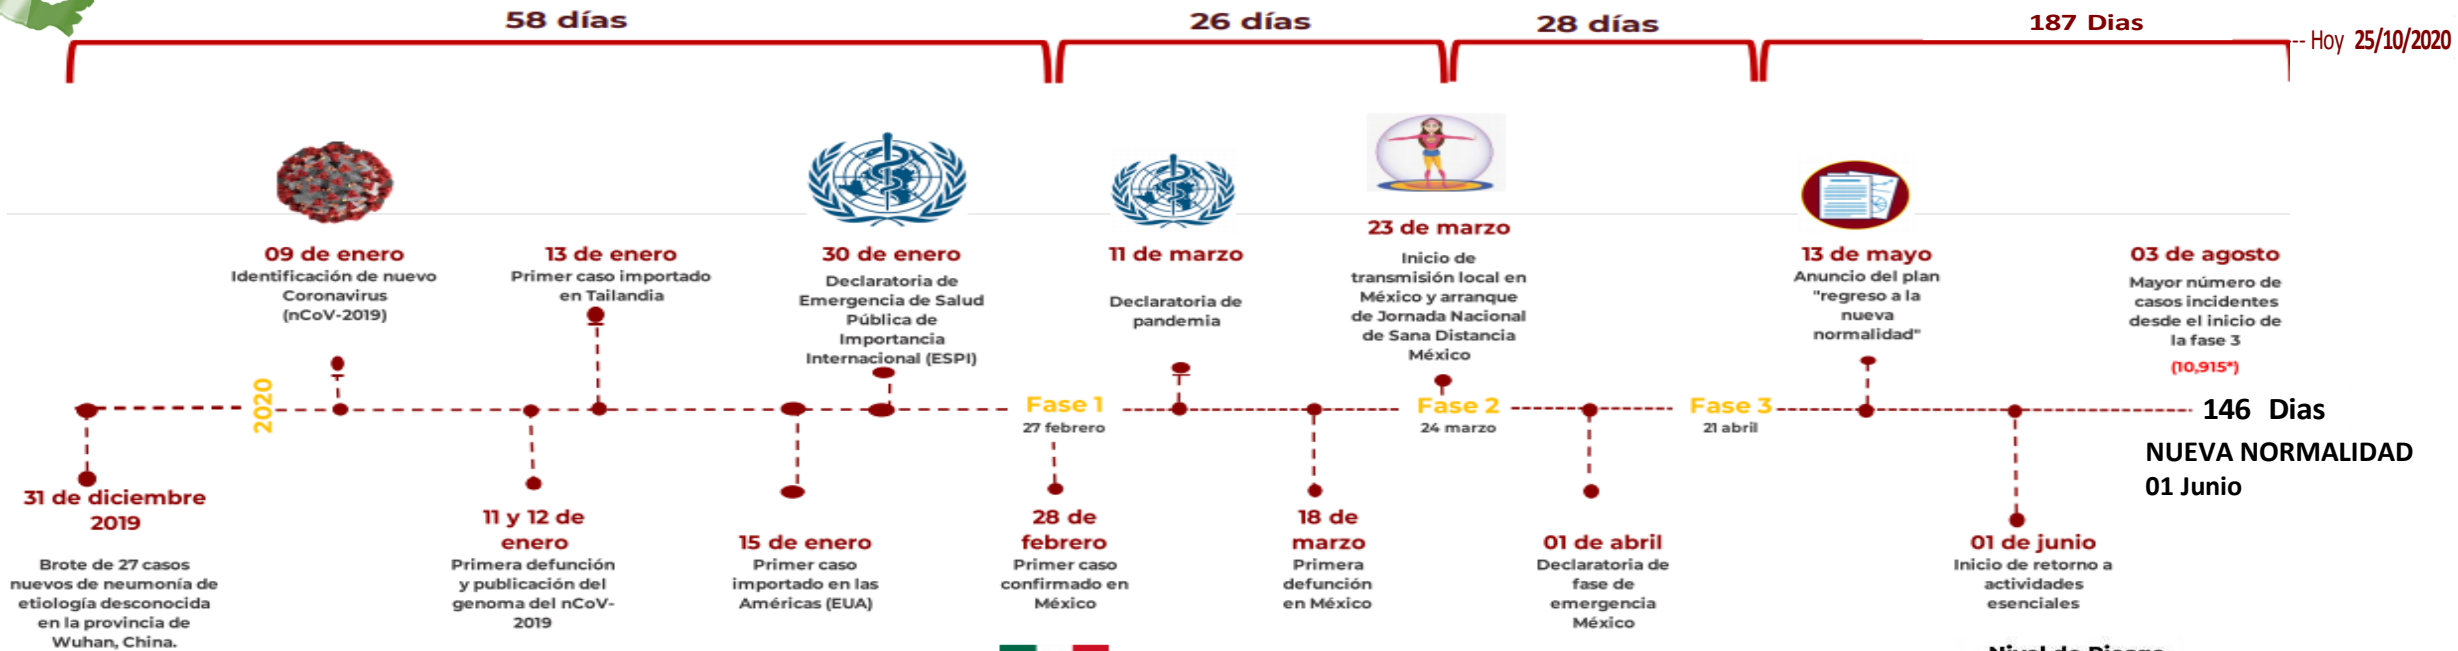 58 días
26 días
28 días
187 Dias
-- Hoy 25/10/2020
09 de enero
Identificación de nuevo
Coronavirus
(nCoV-2019)
13 de enero
Primer caso importado
en Tailandia
30 de enero
Declaratoria de
Emergencia de Salud
Pública de
Importancia
Internacional (ESPI)
11 de marzo
Declaratoria de
pandemia
23 de marzo
Inicio de
transmisión local en
México y arranque
de Jornada Nacional
de Sana Distancia
México
13 de mayo
Anuncio del plan
"regreso a la
nueva
normalidad"
03 de agosto
Mayor número de
casos incidentes
desde el inicio de
la fase 3
(10,915*)
2020
Fase 1
27 febrero
Fase 2
24 marzo
Fase 3
21 abril
146 Dias
NUEVA NORMALIDAD
01 Junio
31 de diciembre
2019
Brote de 27 casos
nuevos de neumonía de
etiología desconocida
en la provincia de
Wuhan, China.
11 y 12 de
enero
Primera defunción
y publicación del
genoma del nCoV-
2019
15 de enero
Primer caso
importado en las
Américas (EUA)
28 de
febrero
Primer caso
confirmado en
México
18 de
marzo
Primera
defunción
en México
01 de abril
Declaratoria de
fase de
emergencia
México
01 de junio
Inicio de retorno a
actividades
esenciales
Nivel de Riesgo